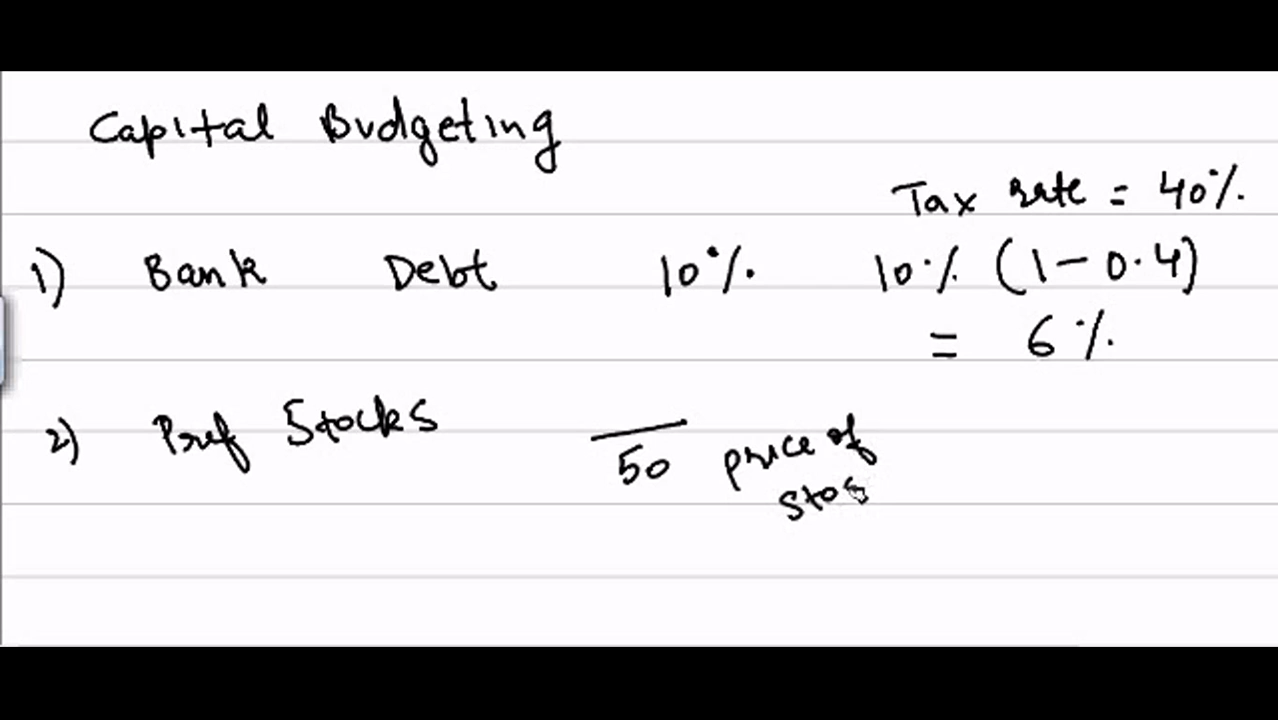 Capital Budgeting
Tax rate = 40%
1) Bank Debt 10% 10% (1-0.4)
= 6%
2) Pref Stocks
50 price of